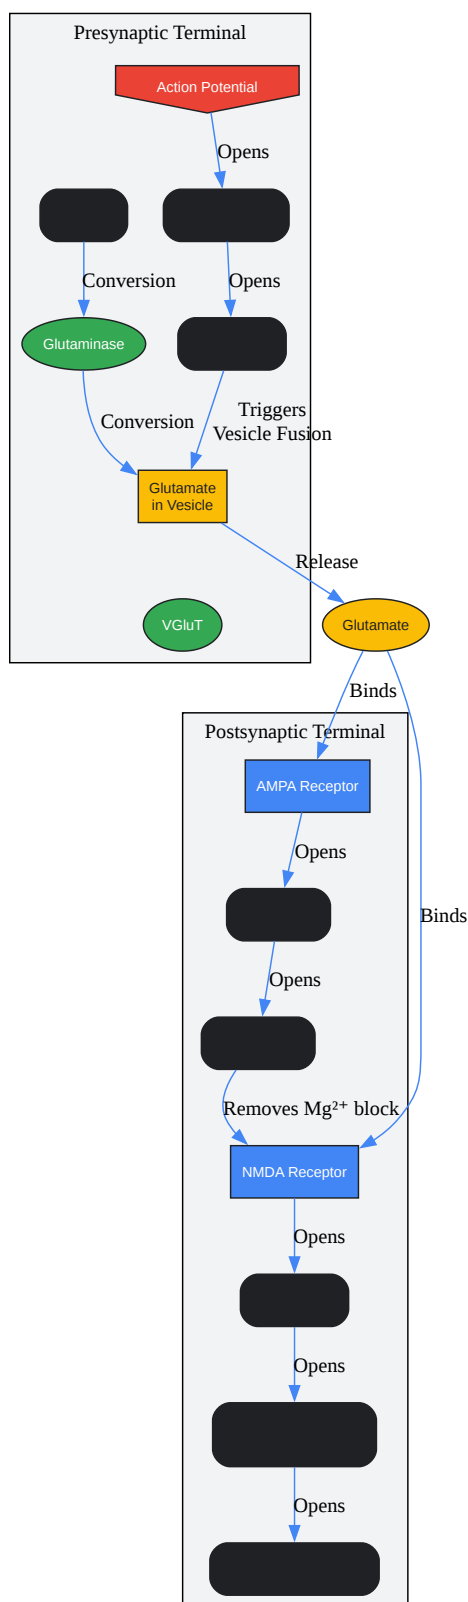 Presynaptic Terminal
Action Potential
Opens
Conversion
Opens
Glutaminase
Conversion
Triggers
Vesicle Fusion
Glutamate
in Vesicle
Release
VGluT
Glutamate
Binds
Postsynaptic Terminal
AMPA Receptor
Opens
Binds
Opens
Removes Mg²⁺ block
NMDA Receptor
Opens
Opens
Opens